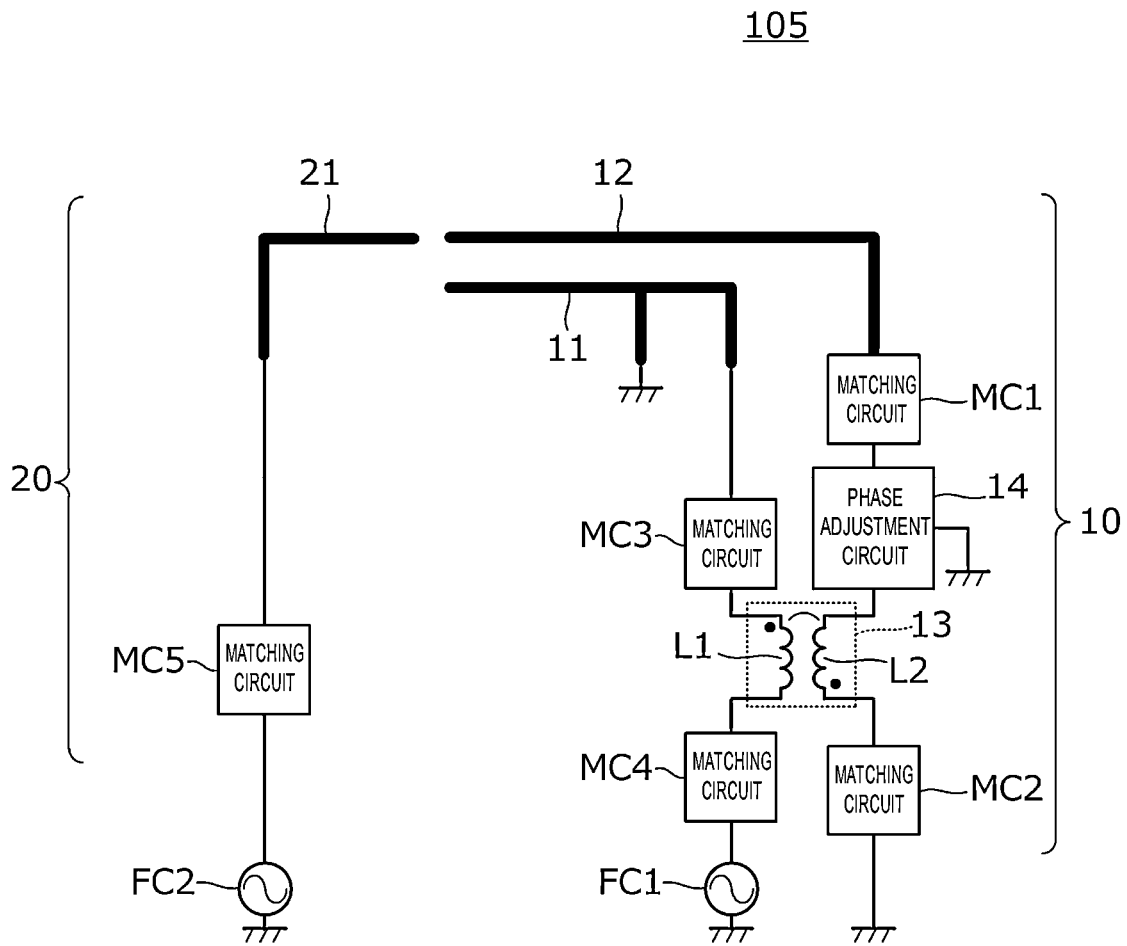 105
21
12
11
MATCHING
CIRCUIT
MC1
20
PHASE
ADJUSTMENT
CIRCUIT
14
10
MC3
MATCHING
CIRCUIT
13
L1
L2
MC5
MATCHING
CIRCUIT
MC4
MATCHING
CIRCUIT
MATCHING
CIRCUIT
MC2
FC2
FC1